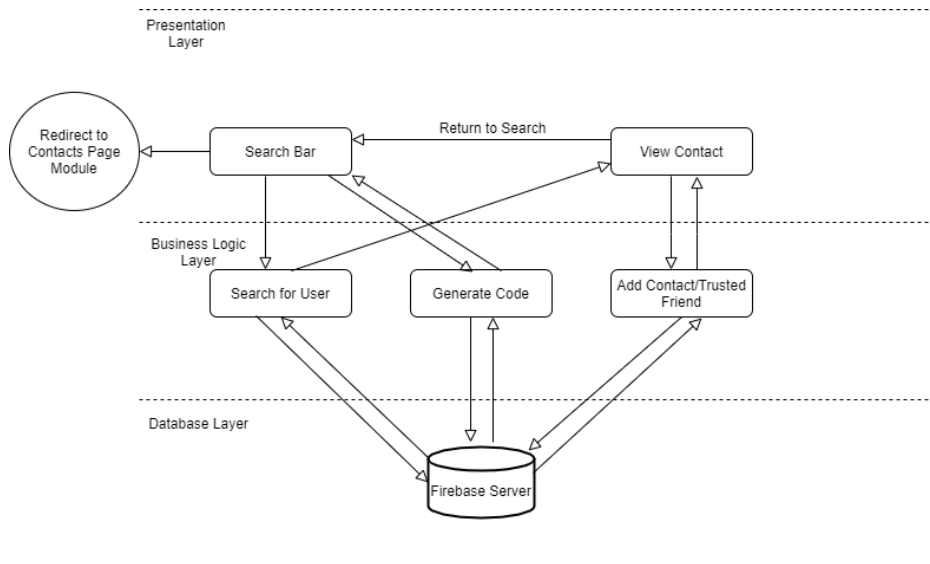 Presentation
Layer
Redirect to
Contacts Page
Module
Search Bar
Return to Search
View Contact
Business Logic
Layer
Search for User
Generate Code
Add Contact/Trusted
Friend
Database Layer
Firebase Server